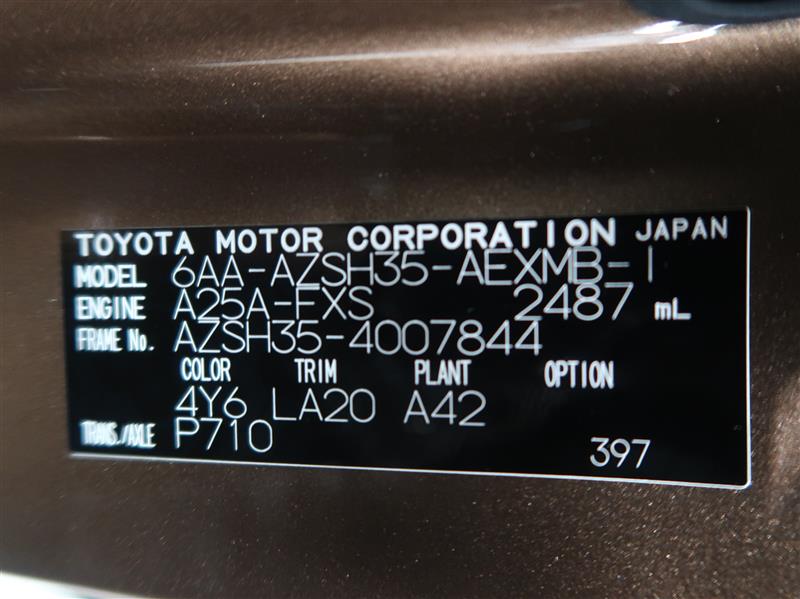 TOYOTA MOTOR CORPORATION JAPAN
MODEL 6AA-AZSH35-AEXMB-I
ENGINE A25A-FXS 2487 mL
FRAME No. AZSH35-4007844
COLOR TRIM PLANT OPTION
4Y6 LA20 A42
TRANS./AXLE P710
397